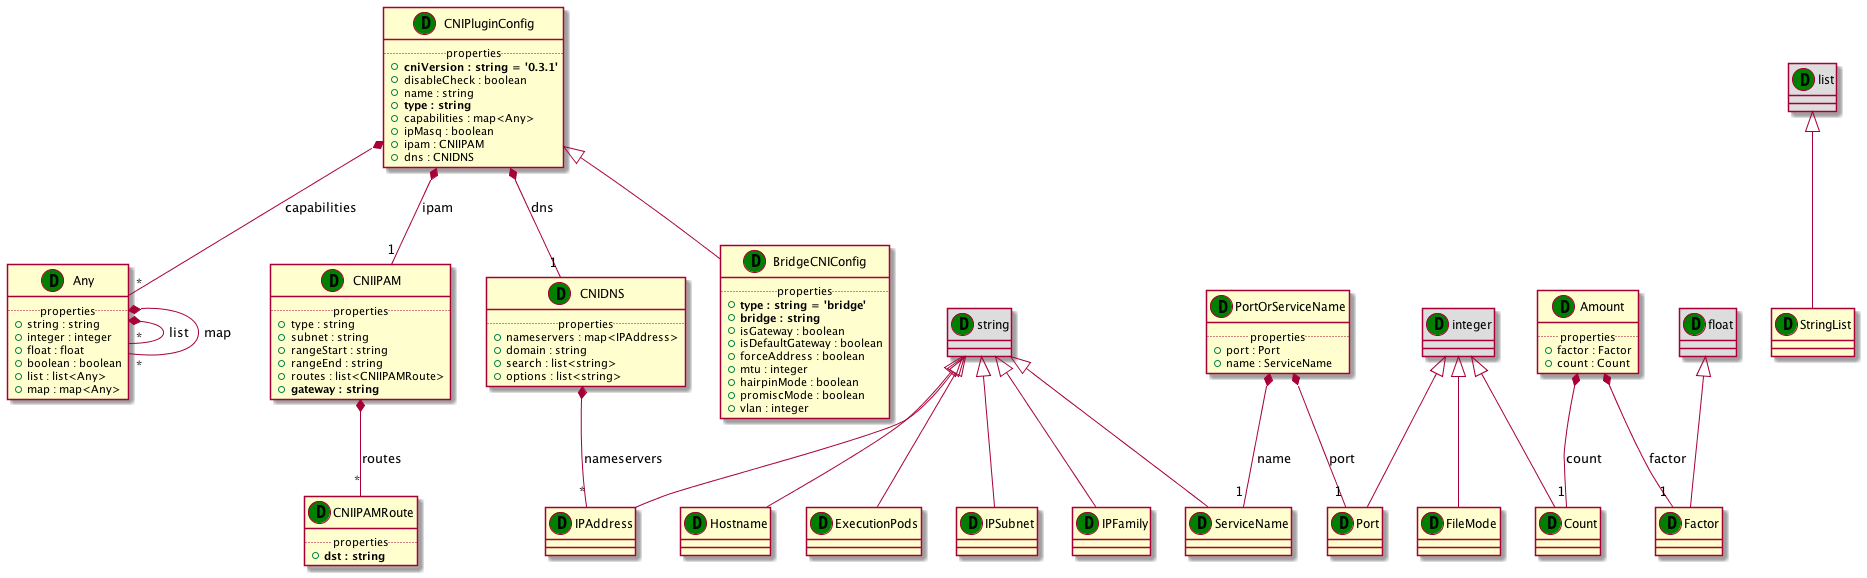 D CNIPluginConfig
properties
cniVersion : string = '0.3.1'
disableCheck : boolean
name : string
type : string
capabilities : map<Any>
ipMasq : boolean
ipam : CNIIPAM
dns : CNIDNS
D list
capabilities
ipam
dns
*
1
1
D Any
properties
string : string
integer : integer
float : float
boolean : boolean
list : list<Any>
map : map<Any>
*
list
map
*
D CNIIPAM
properties
type : string
subnet : string
rangeStart : string
rangeEnd : string
routes : list<CNIIPAMRoute>
gateway : string
D CNIDNS
properties
nameservers : map<IPAddress>
domain : string
search : list<string>
options : list<string>
D BridgeCNIConfig
properties
type : string = 'bridge'
bridge : string
isGateway : boolean
isDefaultGateway : boolean
forceAddress : boolean
mtu : integer
hairpinMode : boolean
promiscMode : boolean
vlan : integer
D string
D PortOrServiceName
properties
port : Port
name : ServiceName
D integer
D Amount
properties
factor : Factor
count : Count
D float
D StringList
routes
*
nameservers
*
name
1
port
1
count
1
factor
1
D CNIIPAMRoute
properties
dst : string
D IPAddress
D Hostname
D ExecutionPods
D IPSubnet
D IPFamily
D ServiceName
D Port
D FileMode
D Count
D Factor